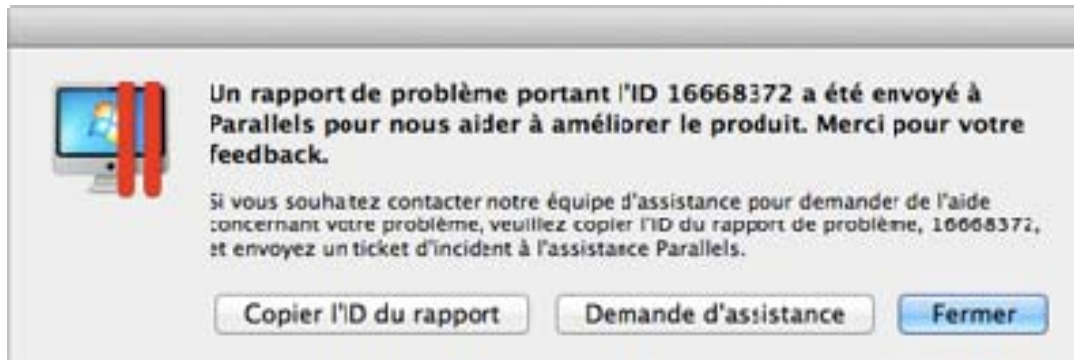 Un rapport de problème portant l'ID 16668372 a été envoyé à
Parallels pour nous aider à améliorer le produit. Merci pour votre
feedback.
Si vous souhaitez contacter notre équipe d'assistance pour demander de l'aide
concernant votre problème, veuillez copier l'ID du rapport de problème, 16668372,
et envoyez un ticket d'incident à l'assistance Parallels.
Copier l'ID du rapport
Demande d'assistance
Fermer